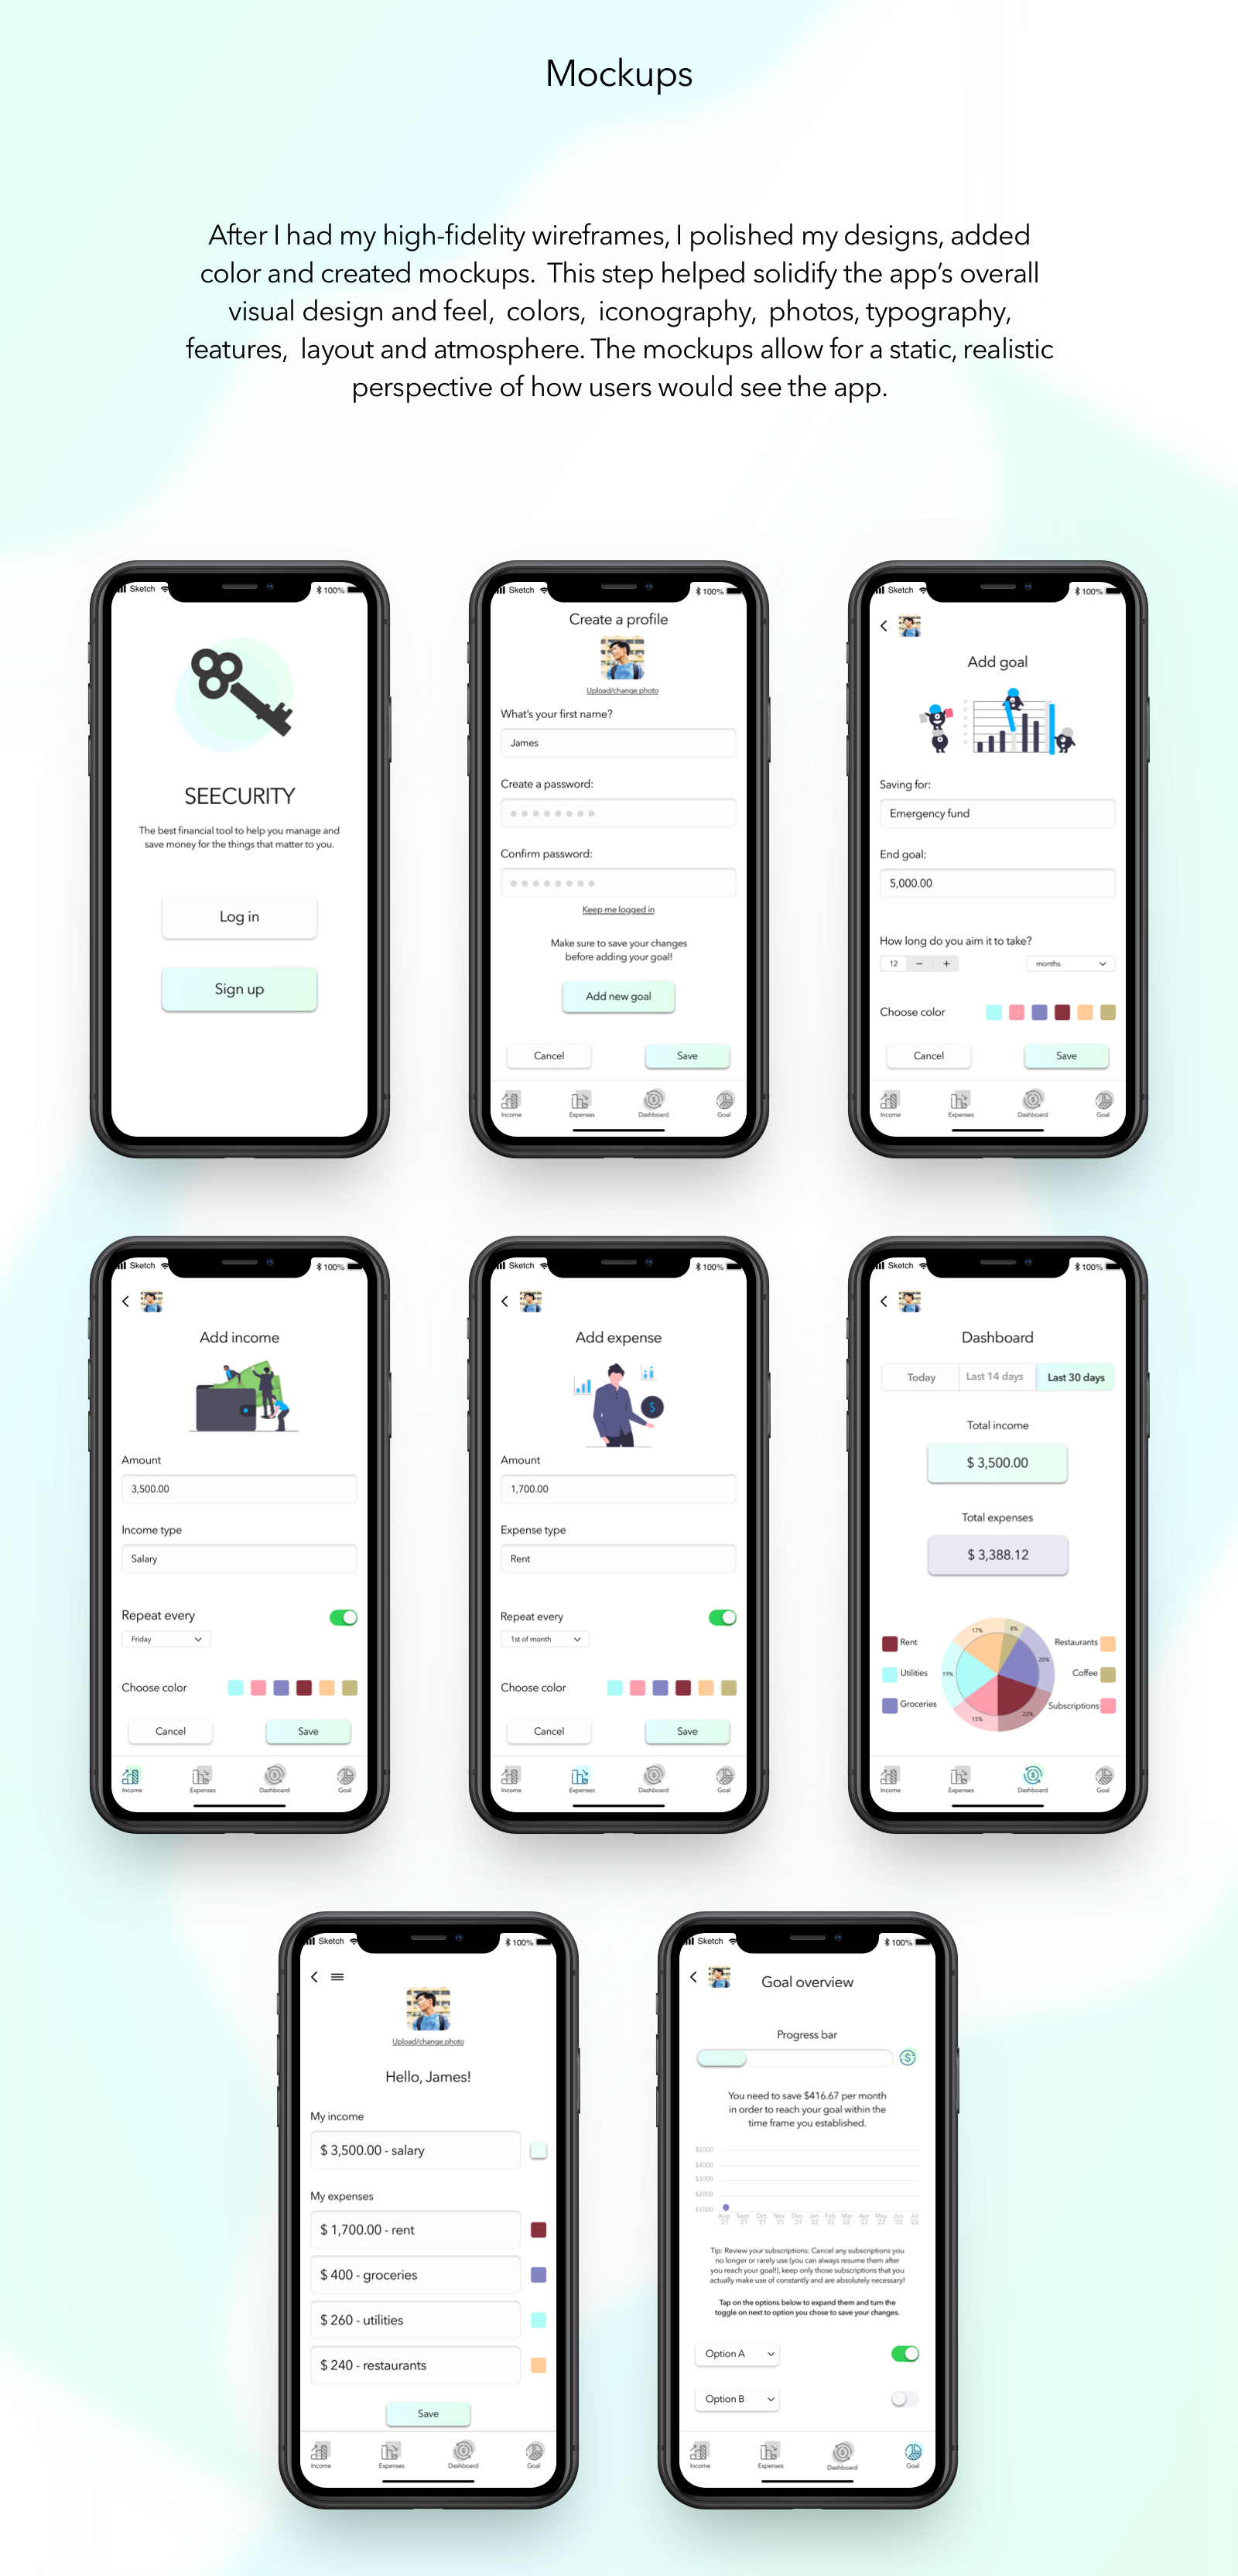 Mockups
After I had my high-fidelity wireframes, I polished my designs, added
color and created mockups. This step helped solidify the app's overall
visual design and feel, colors, iconography, photos, typography,
features, layout and atmosphere. The mockups allow for a static, realistic
perspective of how users would see the app.
Sketch 100%
SEECURITY
The best financial tool to help you manage and
save money for the things that matter to you.
Log in
Sign up
Sketch 100%
Create a profile
Upload/change photo
What's your first name?
James
Create a password:
Confirm password:
Keep me logged in
Make sure to save your changes
before adding your goal!
Add new goal
Cancel Save
Income Expenses Dashboard Goal
Sketch 100%
Add goal
Saving for:
Emergency fund
End goal:
5,000.00
How long do you aim it to take?
12 − + months
Choose color
Cancel Save
Income Expenses Dashboard Goal
Sketch 100%
Add income
Amount
3,500.00
Income type
Salary
Repeat every
Friday
Choose color
Cancel Save
Income Expenses Dashboard Goal
Sketch 100%
Add expense
$
Amount
1,700.00
Expense type
Rent
Repeat every
1st of month
Choose color
Cancel Save
Income Expenses Dashboard Goal
Sketch 100%
Dashboard
Today Last 14 days Last 30 days
Total income
$ 3,500.00
Total expenses
$ 3,388.12
17% 8%
Rent Restaurants
20%
Utilities 19% Coffee
Groceries Subscriptions
15% 22%
Income Expenses Dashboard Goal
Sketch 100%
Upload/change photo
Hello, James!
My income
$ 3,500.00 - salary
My expenses
$ 1,700.00 - rent
$ 400 - groceries
$ 260 - utilities
$ 240 - restaurants
Save
Income Expenses Dashboard Goal
Sketch 100%
Goal overview
Progress bar
$
You need to save $416.67 per month
in order to reach your goal within the
time frame you established.
$5000
$4000
$3000
$2000
$1000
Aug Sept Oct Nov Dec Jan Feb Mar Apr May Jun Jul
'21 '21 '21 '21 '21 '22 '22 '22 '22 '22 '22 '22
Tip: Review your subscriptions: Cancel any subscriptions you
no longer or rarely use (you can always resume them after
you reach your goal!), keep only those subscriptions that you
actually make use of constantly and are absolutely necessary!
Tap on the options below to expand them and turn the
toggle on next to option you chose to save your changes.
Option A
Option B
Income Expenses Dashboard Goal